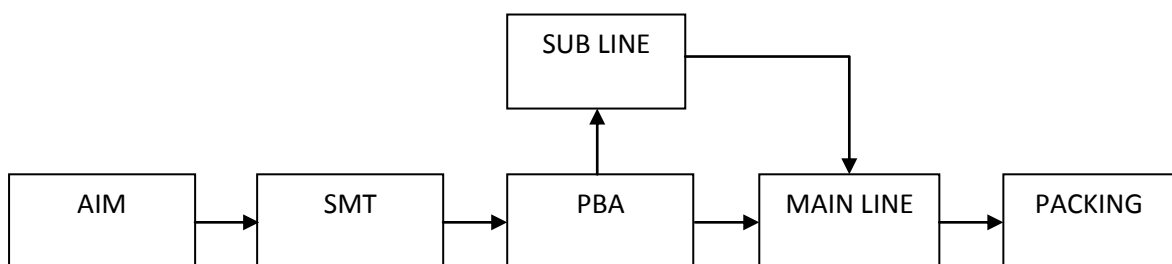 SUB LINE
AIM
SMT
PBA
MAIN LINE
PACKING